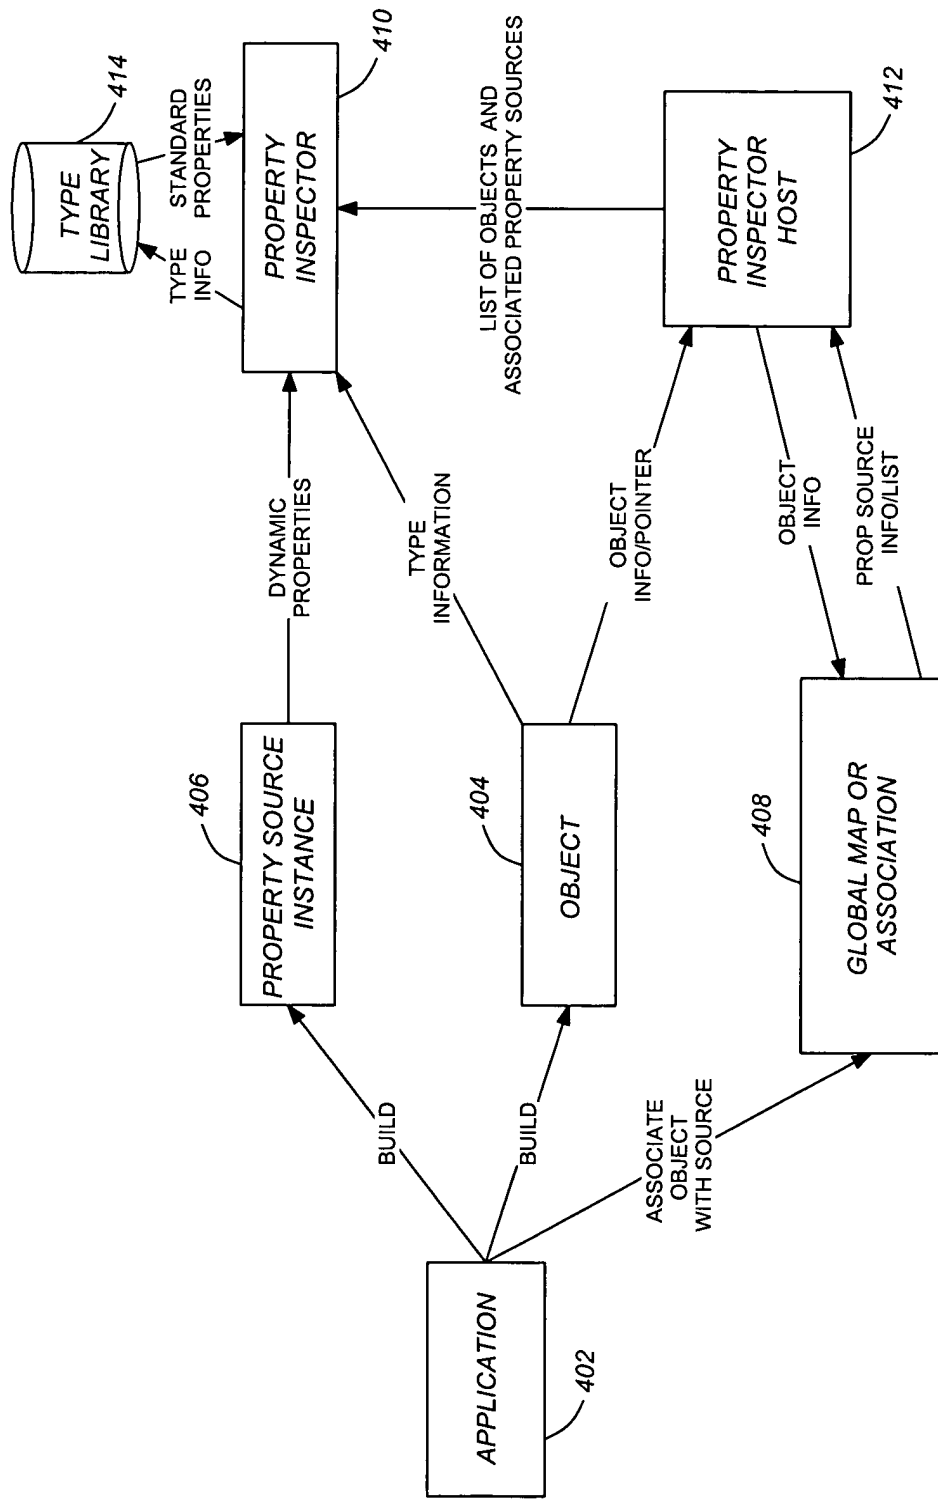 414
TYPE
LIBRARY
TYPE
INFO
STANDARD
PROPERTIES
410
PROPERTY
INSPECTOR
DYNAMIC
PROPERTIES
406
PROPERTY SOURCE
INSTANCE
BUILD
LIST OF OBJECTS AND
ASSOCIATED PROPERTY SOURCES
TYPE
INFORMATION
404
OBJECT
BUILD
APPLICATION
402
OBJECT
INFO/POINTER
412
PROPERTY
INSPECTOR
HOST
ASSOCIATE
OBJECT
WITH SOURCE
OBJECT
INFO
PROP SOURCE
INFO/LIST
408
GLOBAL MAP OR
ASSOCIATION